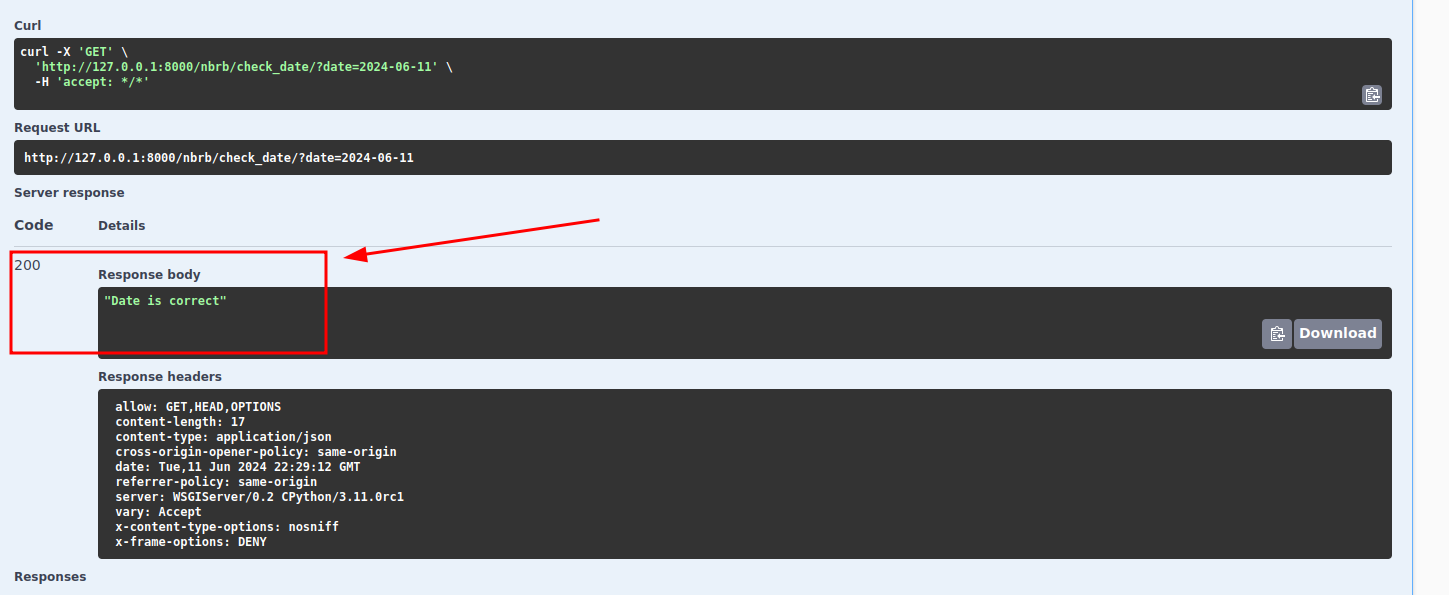 Curl
curl -X 'GET' \
'http://127.0.0.1:8000/nbrb/check_date/?date=2024-06-11' \
-H 'accept: */*'
Request URL
http://127.0.0.1:8000/nbrb/check_date/?date=2024-06-11
Server response
Code Details
200
Response body
"Date is correct"
Download
Response headers
allow: GET,HEAD,OPTIONS
content-length: 17
content-type: application/json
cross-origin-opener-policy: same-origin
date: Tue,11 Jun 2024 22:29:12 GMT
referrer-policy: same-origin
server: WSGIServer/0.2 CPython/3.11.0rc1
vary: Accept
x-content-type-options: nosniff
x-frame-options: DENY
Responses